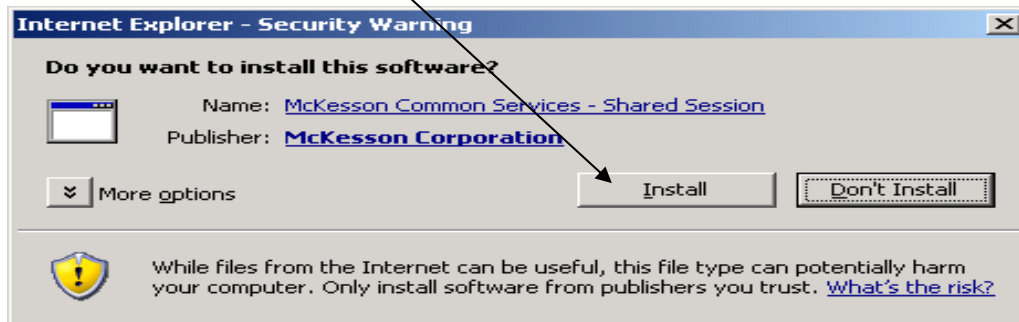 Internet Explorer - Security Warning
Do you want to install this software?
Name: McKesson Common Services - Shared Session
Publisher: McKesson Corporation
More options
Install
Don't Install
While files from the Internet can be useful, this file type can potentially harm
your computer. Only install software from publishers you trust. What's the risk?